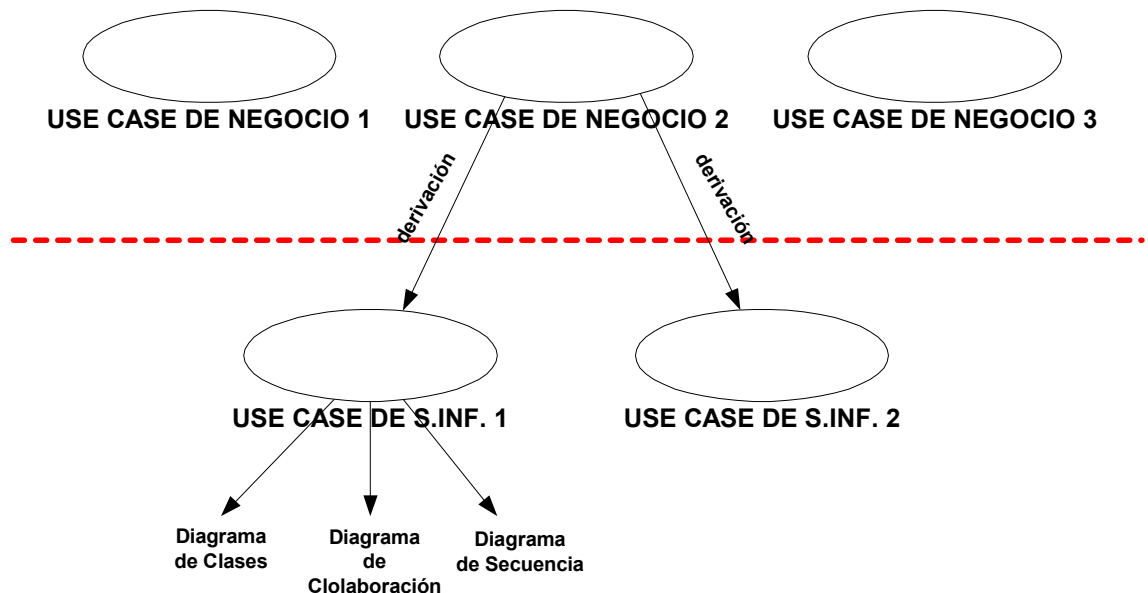 USE CASE DE NEGOCIO 1
USE CASE DE NEGOCIO 2
USE CASE DE NEGOCIO 3
derivación
derivación
USE CASE DE S.INF. 1
USE CASE DE S.INF. 2
Diagrama
de Clases
Diagrama
de
Clolaboración
Diagrama
de Secuencia